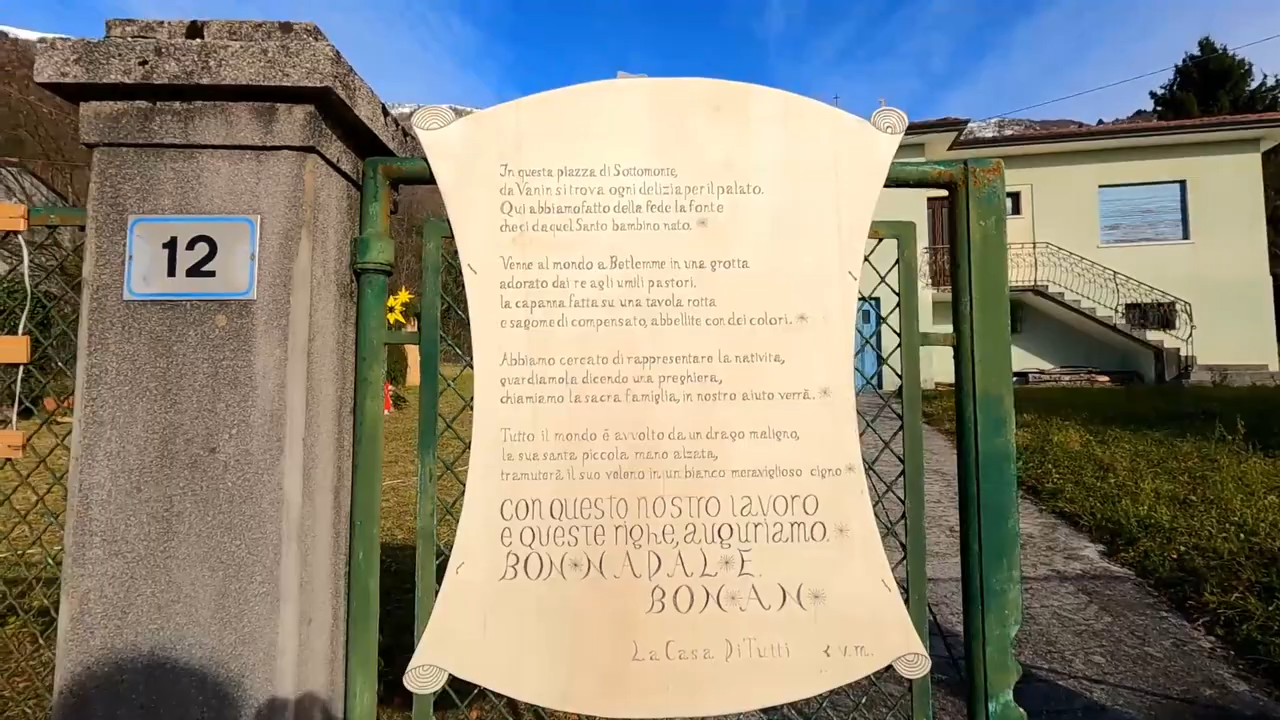 12
In questa piazza di Sottomonte,
da Vanin si trova ogni delizia per il palato.
Qui abbiamo fatto della fede la fonte
che ci da quel Santo bambino nato.
Venne al mondo a Betlemme in una grotta
adorato dai re agli umili pastori,
la capanna fatta su una tavola rotta
e sagome di compensato, abbellite con dei colori.
Abbiamo cercato di rappresentare la natività,
guardiamola dicendo una preghiera,
chiamiamo la sacra famiglia, in nostro aiuto verrà.
Tutto il mondo è avvolto da un drago maligno,
la sua santa piccola mano alzata,
tramuterà il suo veleno in un bianco meraviglioso cigno
con questo nostro lavoro
e queste righe, auguriamo.
BON NADAL E
BON AN
La Casa Di Tutti v.m.